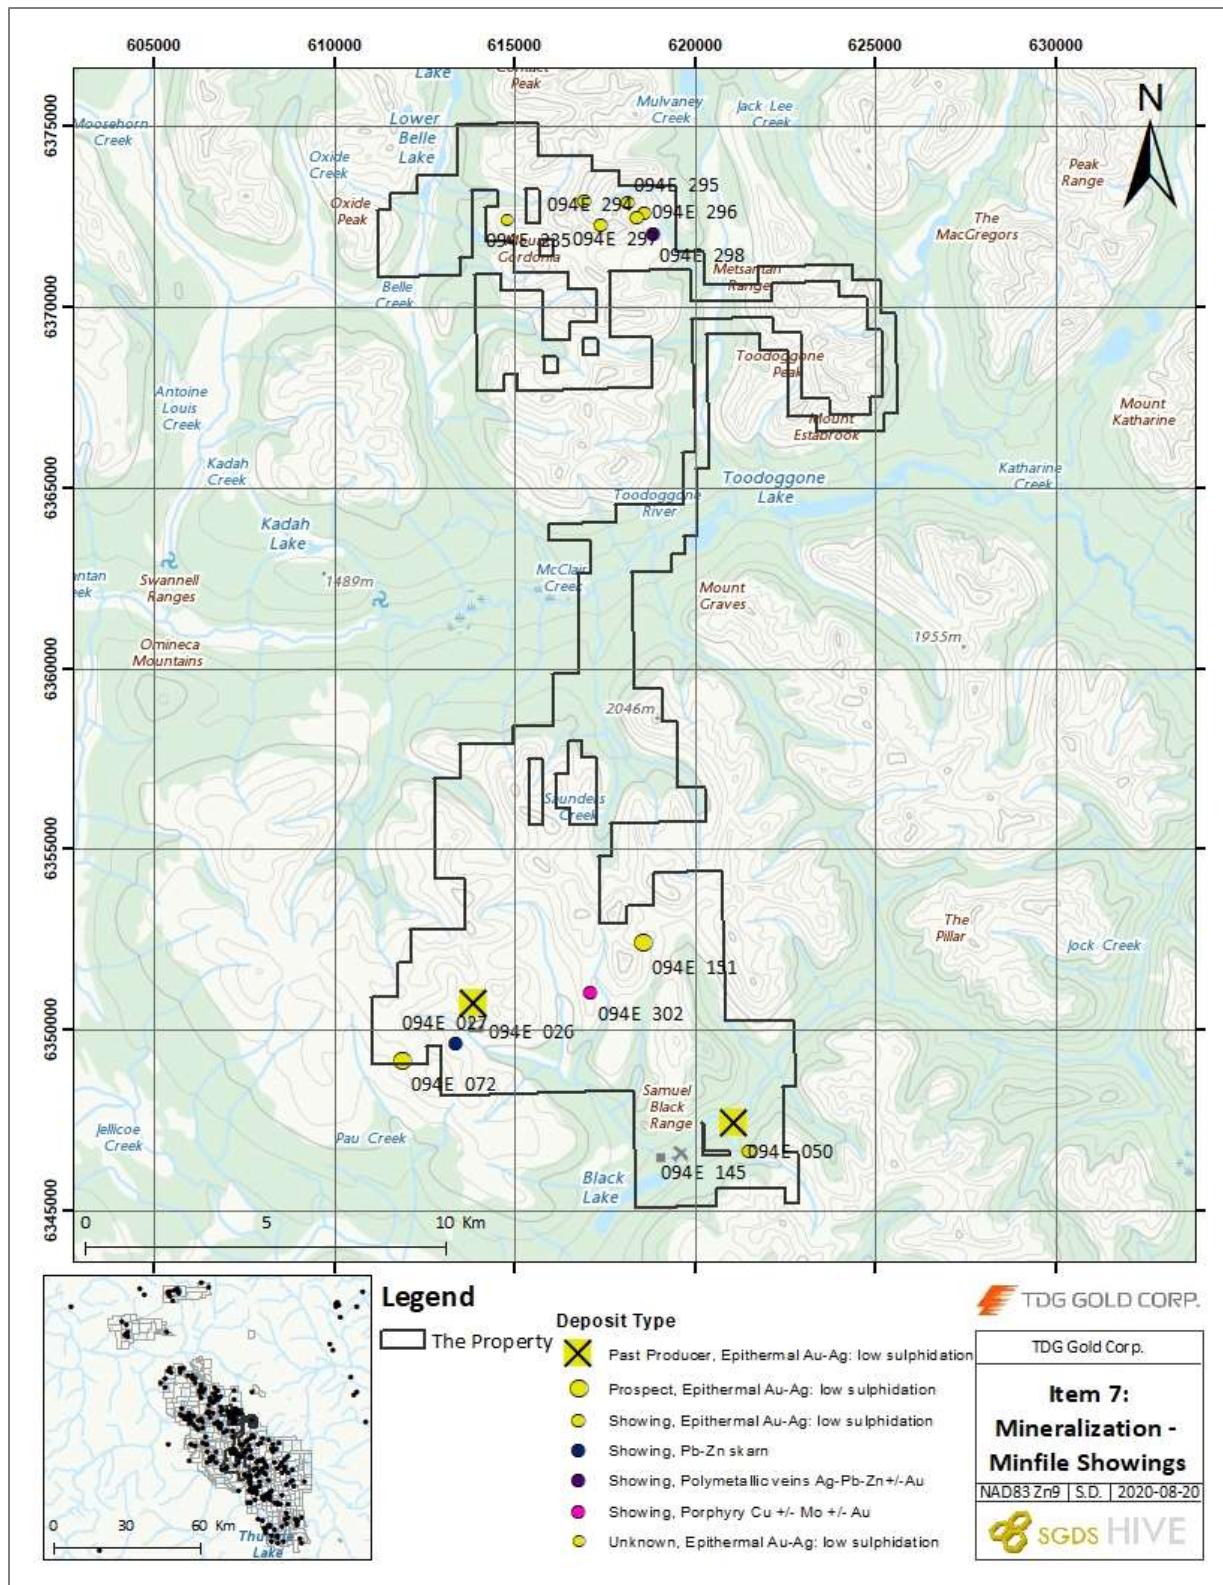 605000 610000 615000 620000 625000 630000
6375000
6370000
6365000
6360000
6355000
6350000
6345000
N
Lake
Peak
Mulvaney
Creek
Jack Lee
Creek
Moosehorn
Creek
Lower
Belle
Lake
Oxide
Creek
Oxide
Peak
Peak
Range
The
MacGregors
094E 295
094E 294
094E 296
094E 235
094E 297
Gordonia
094E 298
Metsantan
Range
Belle
Creek
Toodoggone
Peak
Antoine
Louis
Creek
Mount
Katharine
Mount
Estabrook
Kadah
Creek
Toodoggone
Lake
Katharine
Creek
Toodoggone
River
Kadah
Lake
McClair
Creek
1489m
Swannell
Ranges
Mount
Graves
1955m
Omineca
Mountains
2046m
Saunders
Creek
The
Pillar
Jock Creek
094E 151
094E 302
094E 027
094E 026
094E 072
Samuel
Black
Range
Jellicoe
Creek
Pau Creek
094E 050
094E 145
Black
Lake
0 5 10 Km
0 30 60 Km
Lake
Legend
The Property
Deposit Type
Past Producer, Epithermal Au-Ag: low sulphidation
Prospect, Epithermal Au-Ag: low sulphidation
Showing, Epithermal Au-Ag: low sulphidation
Showing, Pb-Zn skarn
Showing, Polymetallic veins Ag-Pb-Zn+/-Au
Showing, Porphyry Cu +/- Mo +/- Au
Unknown, Epithermal Au-Ag: low sulphidation
TDG GOLD CORP.
TDG Gold Corp.
Item 7:
Mineralization -
Minfile Showings
NAD83 Zn9 S.D. 2020-08-20
SGDS HIVE